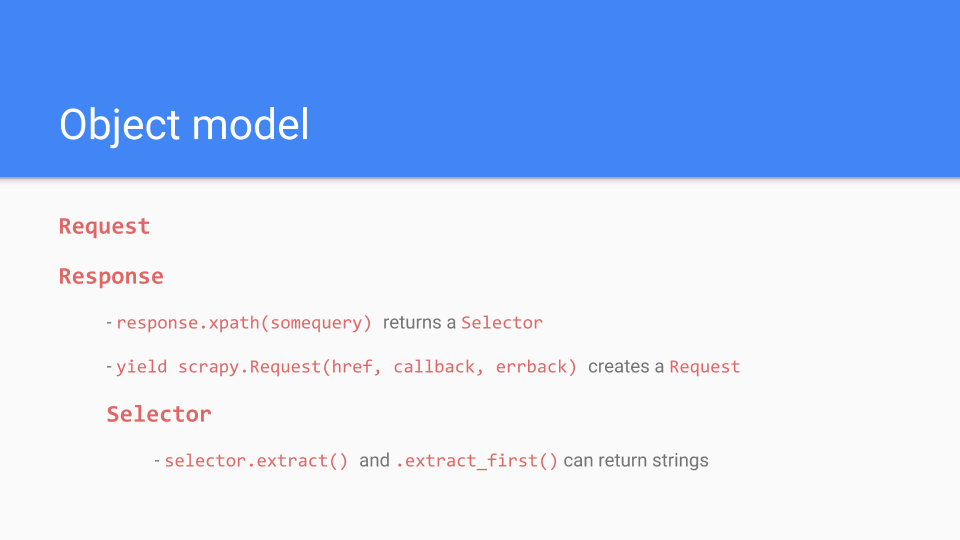 Object model
Request
Response
- response.xpath(somequery) returns a Selector
- yield scrapy.Request(href, callback, errback) creates a Request
Selector
- selector.extract() and .extract_first() can return strings